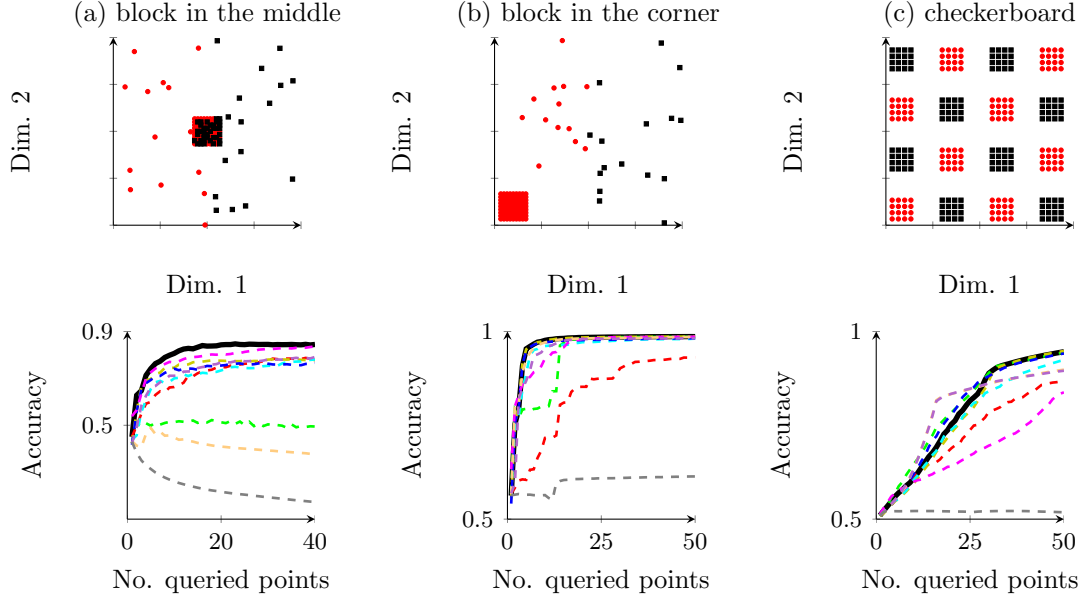 (a) block in the middle
(b) block in the corner
(c) checkerboard
Dim. 2
Dim. 1
Dim. 2
Dim. 1
Dim. 2
Dim. 1
Accuracy
0.9
0.5
0
20
40
No. queried points
Accuracy
1
0.5
0
25
50
No. queried points
Accuracy
1
0.5
0
25
50
No. queried points